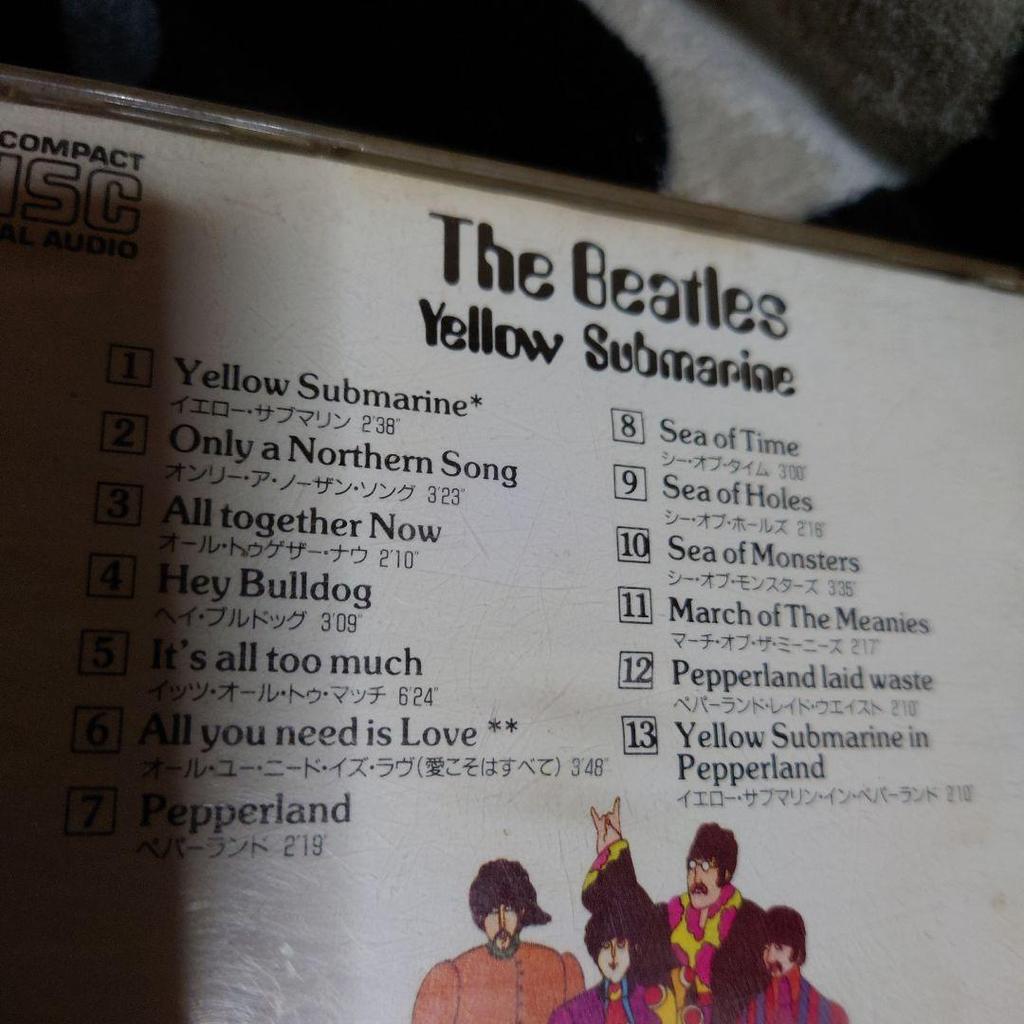 COMPACT
DISC
AL AUDIO
The Beatles
Yellow Submarine
1 Yellow Submarine*
イエロー・サブマリン 2'38"
2 Only a Northern Song
オンリー・ア・ノーザン・ソング 3'23"
3 All together Now
オール・トゥゲザー・ナウ 2'10"
4 Hey Bulldog
ヘイ・ブルドッグ 3'09"
5 It's all too much
イッツ・オール・トゥ・マッチ 6'24"
6 All you need is Love **
オール・ユー・ニード・イズ・ラヴ(愛こそはすべて) 3'48"
7 Pepperland
ペパーランド 2'19"
8 Sea of Time
シー・オブ・タイム 3'00"
9 Sea of Holes
シー・オブ・ホールズ 2'16"
10 Sea of Monsters
シー・オブ・モンスターズ 3'35"
11 March of The Meanies
マーチ・オブ・ザ・ミーニーズ 2'17"
12 Pepperland laid waste
ペパーランド・レイド・ウエイスト 2'10"
13 Yellow Submarine in
Pepperland
イエロー・サブマリン・イン・ペパーランド 2'10"